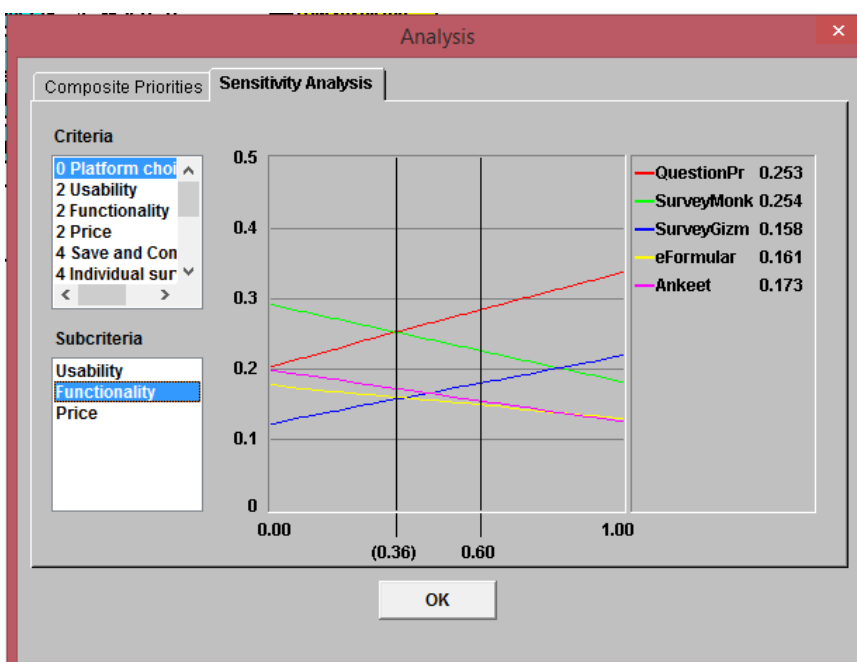 Analysis
Composite Priorities
Sensitivity Analysis
Criteria
0 Platform choi
2 Usability
2 Functionality
2 Price
4 Save and Con
4 Individual sur
Subcriteria
Usability
Functionality
Price
0.5
0.4
0.3
0.2
0.1
0
0.00
1.00
(0.36)
0.60
QuestionPr 0.253
SurveyMonk 0.254
SurveyGizm 0.158
eFormular 0.161
Ankeet 0.173
OK